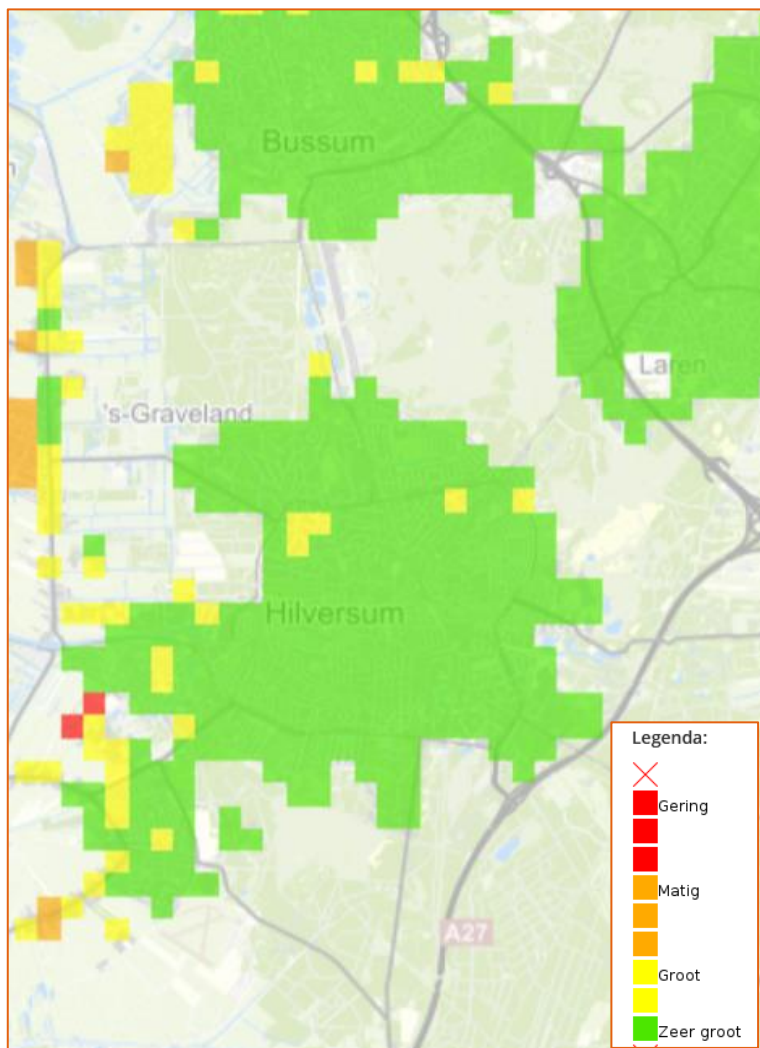 Bussum
Laren
's-Graveland
Hilversum
A27
Legenda:
Gering
Matig
Groot
Zeer groot